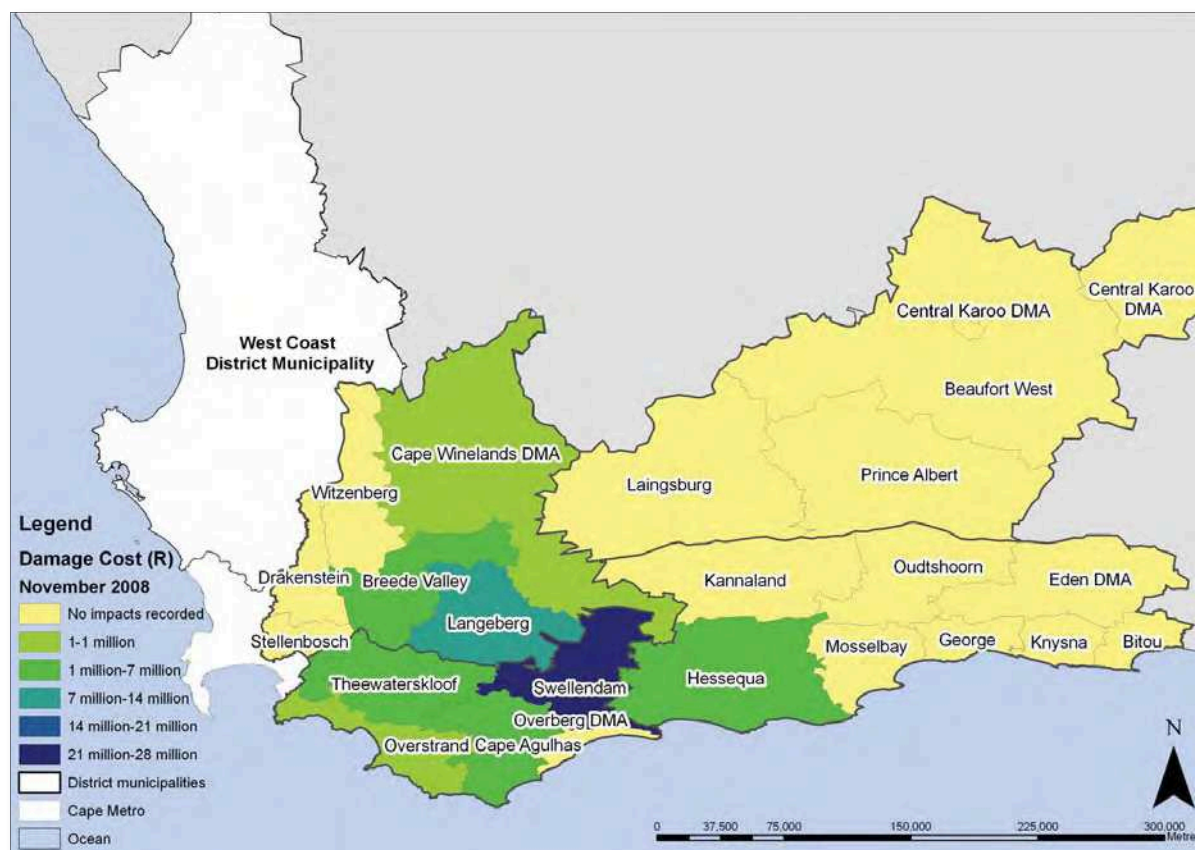 Central Karoo
DMA
Central Karoo DMA
West Coast
District Municipality
Beaufort West
Cape Winelands DMA
Prince Albert
Laingsburg
Witzenberg
Legend
Damage Cost (R)
November 2008
No impacts recorded
1-1 million
1 million-7 million
7 million-14 million
14 million-21 million
21 million-28 million
District municipalities
Cape Metro
Ocean
Drakenstein
Breede Valley
Kannaland
Oudtshoorn
Eden DMA
Langeberg
Stellenbosch
Mosselbay
George
Knysna
Bitou
Theewaterskloof
Swellendam
Hessequa
Overberg DMA
Overstrand
Cape Agulhas
N
0 37,500 75,000 150,000 225,000 300,000
Metre